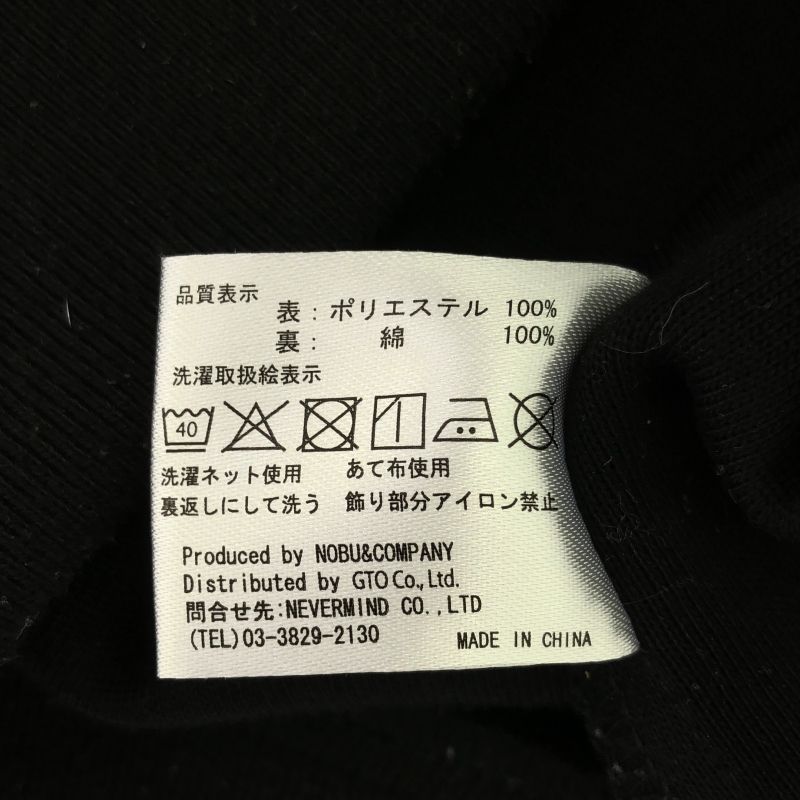 品質表示
表：ポリエステル 100%
裏： 綿 100%
洗濯取扱絵表示
40
洗濯ネット使用 あて布使用
裏返しにして洗う 飾り部分アイロン禁止
Produced by NOBU&COMPANY
Distributed by GTO Co., Ltd.
問合せ先:NEVERMIND CO.,LTD
(TEL)03-3829-2130 MADE IN CHINA